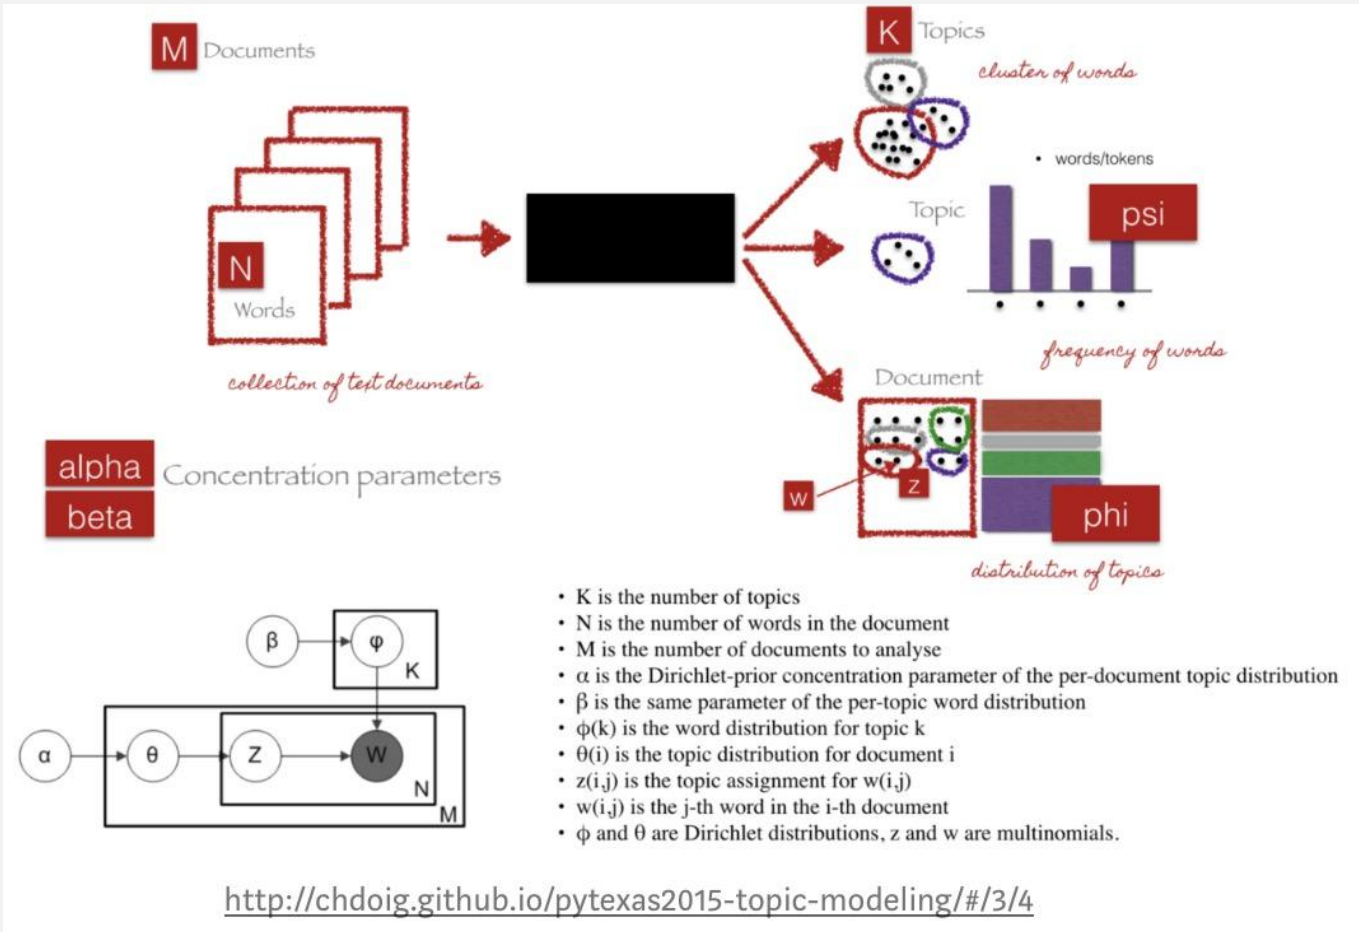 M Documents
K Topics
cluster of words
• words/tokens
Topic
psi
N
Words
frequency of words
collection of text documents
Document
alpha
beta
Concentration parameters
w
z
phi
distribution of topics
β
φ
K
α
θ
Z
W
N
M
• K is the number of topics
• N is the number of words in the document
• M is the number of documents to analyse
• α is the Dirichlet-prior concentration parameter of the per-document topic distribution
• β is the same parameter of the per-topic word distribution
• ϕ(k) is the word distribution for topic k
• θ(i) is the topic distribution for document i
• z(i,j) is the topic assignment for w(i,j)
• w(i,j) is the j-th word in the i-th document
• ϕ and θ are Dirichlet distributions, z and w are multinomials.
http://chdoig.github.io/pytexas2015-topic-modeling/#/3/4